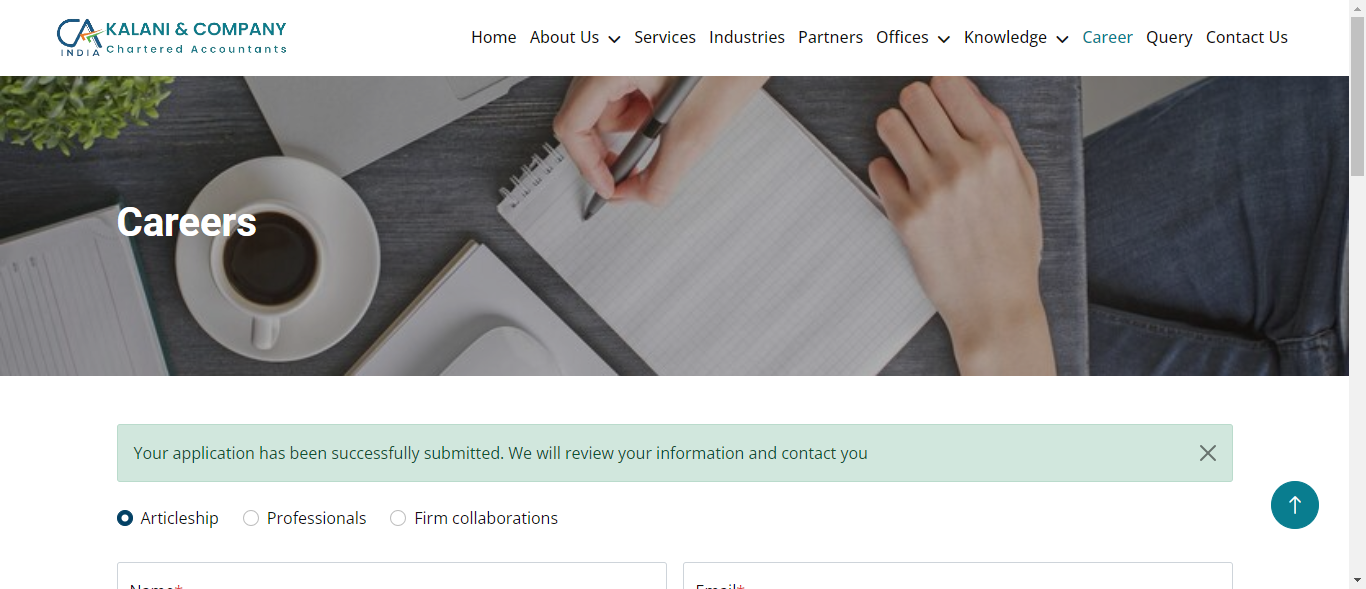 KALANI & COMPANY
Chartered Accountants
CA
INDIA
Home About Us Services Industries Partners Offices Knowledge Career Query Contact Us
Careers
Your application has been successfully submitted. We will review your information and contact you
Articleship Professionals Firm collaborations
Name* Email*